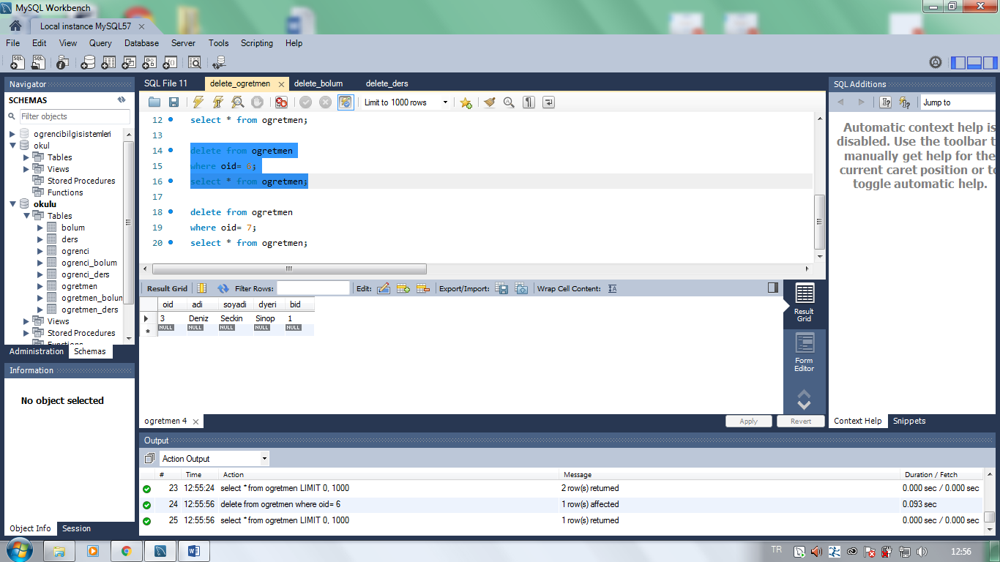 MySQL Workbench
Local instance MySQL57
File Edit View Query Database Server Tools Scripting Help
Navigator
SCHEMAS
Filter objects
ogrencibilgisistemleri
okul
Tables
Views
Stored Procedures
Functions
okulu
Tables
bolum
ders
ogrenci
ogrenci_bolum
ogrenci_ders
ogretmen
ogretmen_bolun
ogretmen_ders
Views
Stored Procedures
Functions
Administration Schemas
Information
No object selected
Object Info Session
SQL File 11 delete_ogretmen delete_bolum delete_ders
Limit to 1000 rows
12 select * from ogretmen;
13
14 delete from ogretmen
15 where oid= 6;
16 select * from ogretmen;
17
18 delete from ogretmen
19 where oid= 7;
20 select * from ogretmen;
Result Grid Filter Rows: Edit: Export/Import: Wrap Cell Content:
oid adi soyadi dyeri bid
3 Deniz Seckin Sinop 1
NULL NULL NULL NULL NULL
Result Grid
Form Editor
ogretmen 4 Apply Revert
SQL Additions
Jump to
Automatic context help is
disabled. Use the toolbar t
manually get help for the
current caret position or to
toggle automatic help.
Context Help Snippets
Output
Action Output
# Time Action Message Duration / Fetch
23 12:55:24 select * from ogretmen LIMIT 0, 1000 2 row(s) returned 0.000 sec / 0.000 sec
24 12:55:56 delete from ogretmen where oid= 6 1 row(s) affected 0.093 sec
25 12:55:56 select * from ogretmen LIMIT 0, 1000 1 row(s) returned 0.000 sec / 0.000 sec
TR 12:56